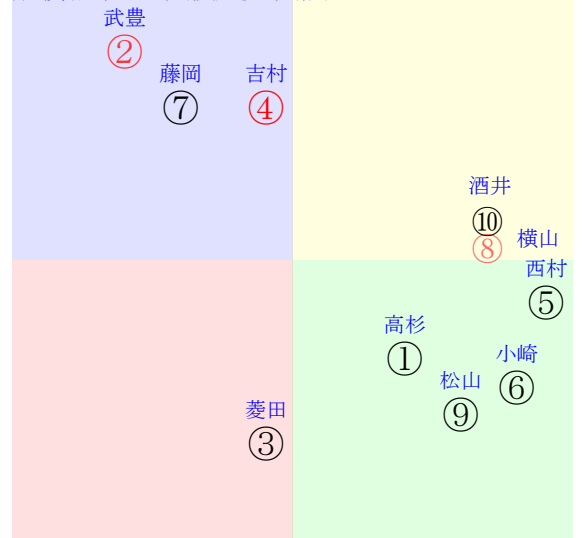 武豊
②
藤岡 吉村
⑦ ④
酒井
⑩
横山
⑧
西村
⑤
高杉
①
小崎
⑥
松山
⑨
菱田
③